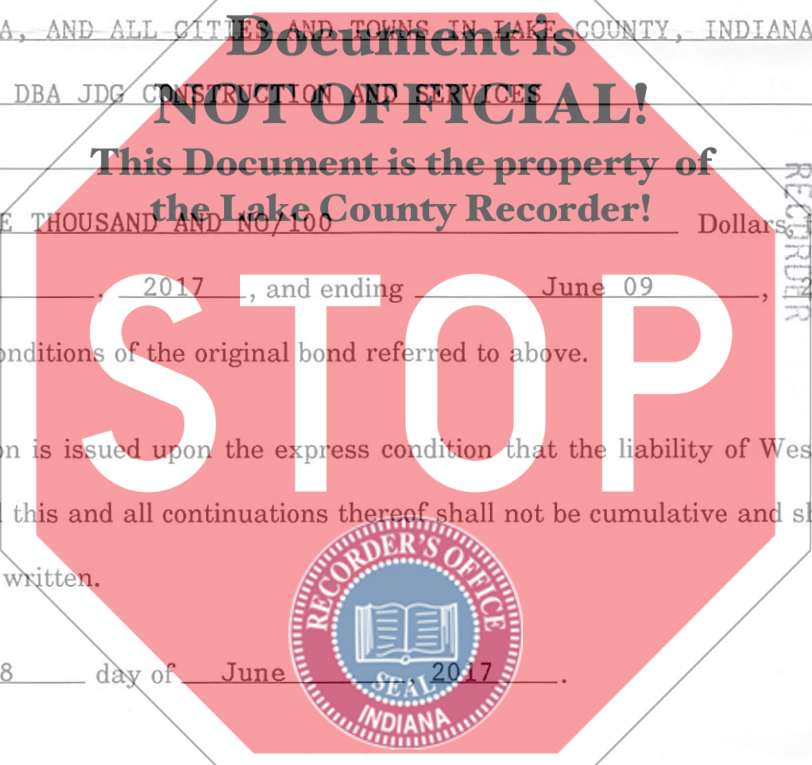 A, AND ALL CITIES AND TOWNS IN LAKE COUNTY, INDIANA
Document is
DBA JDG CONSTRUCTION AND SERVICES
NOT OFFICIAL!
This Document is the property of
the Lake County Recorder!
E THOUSAND AND NO/100 Dollars
RECORDER
, 2017 , and ending June 09 , 2
onditions of the original bond referred to above.
STOP
n is issued upon the express condition that the liability of Wes
this and all continuations thereof shall not be cumulative and sh
written.
RECORDER'S OFFICE
SEAL
INDIANA
8 day of June , 2017 .